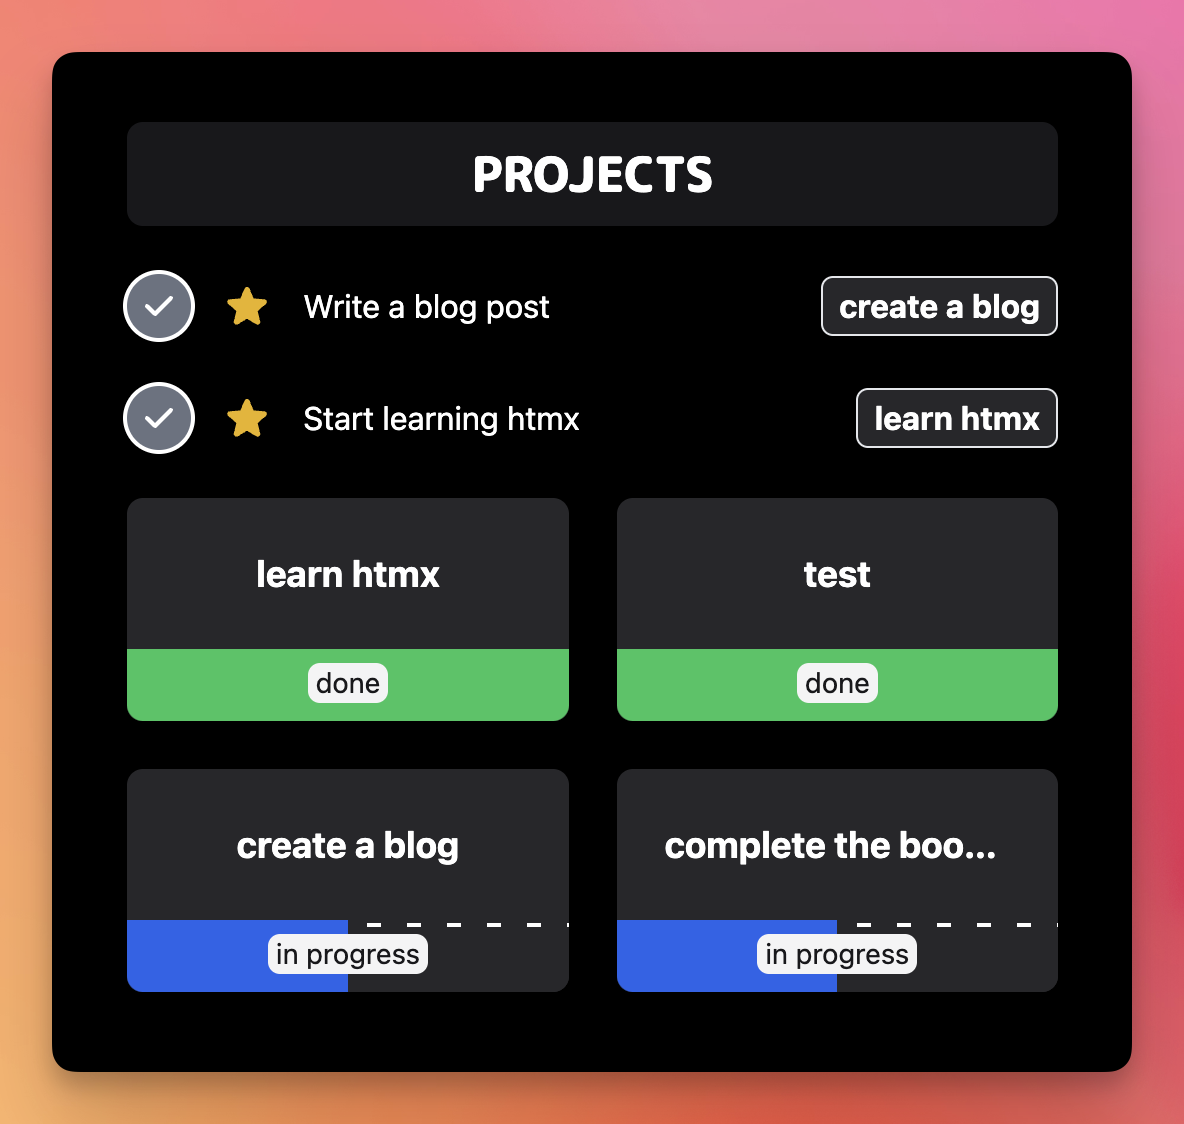 PROJECTS
Write a blog post
create a blog
Start learning htmx
learn htmx
learn htmx
test
done
done
create a blog
complete the boo...
in progress
in progress